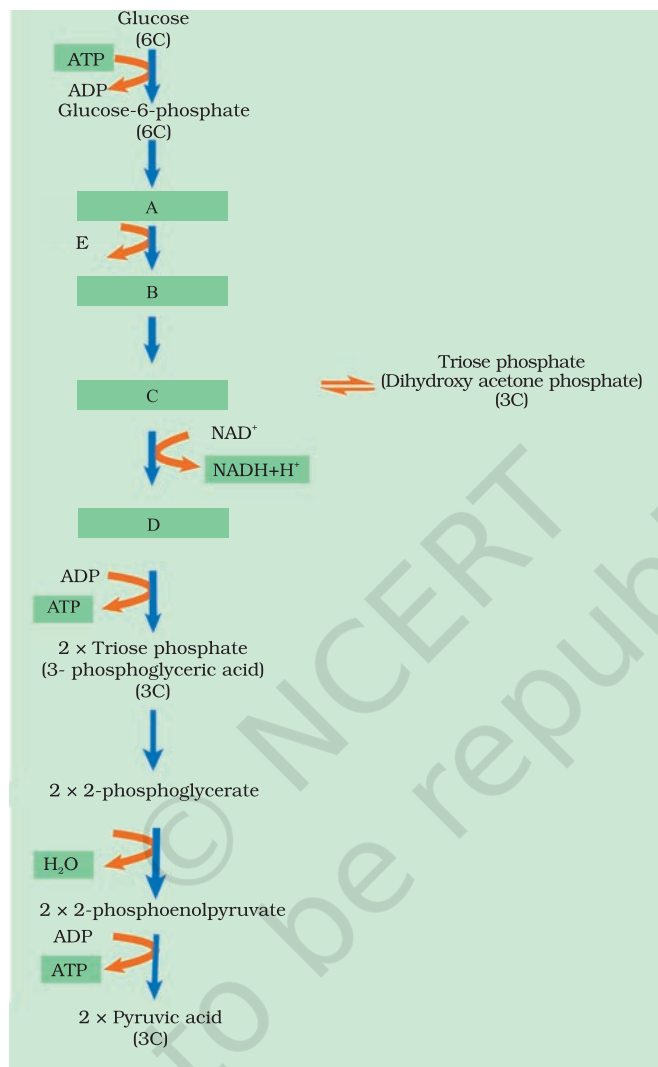 Glucose
(6C)
ATP
ADP
Glucose-6-phosphate
(6C)
A
E
B
C
Triose phosphate
(Dihydroxy acetone phosphate)
(3C)
NAD⁺
NADH+H⁺
D
ADP
ATP
2 × Triose phosphate
(3- phosphoglyceric acid)
(3C)
2 × 2-phosphoglycerate
H₂O
2 × 2-phosphoenolpyruvate
ADP
ATP
2 × Pyruvic acid
(3C)
© NCERT
to be republ